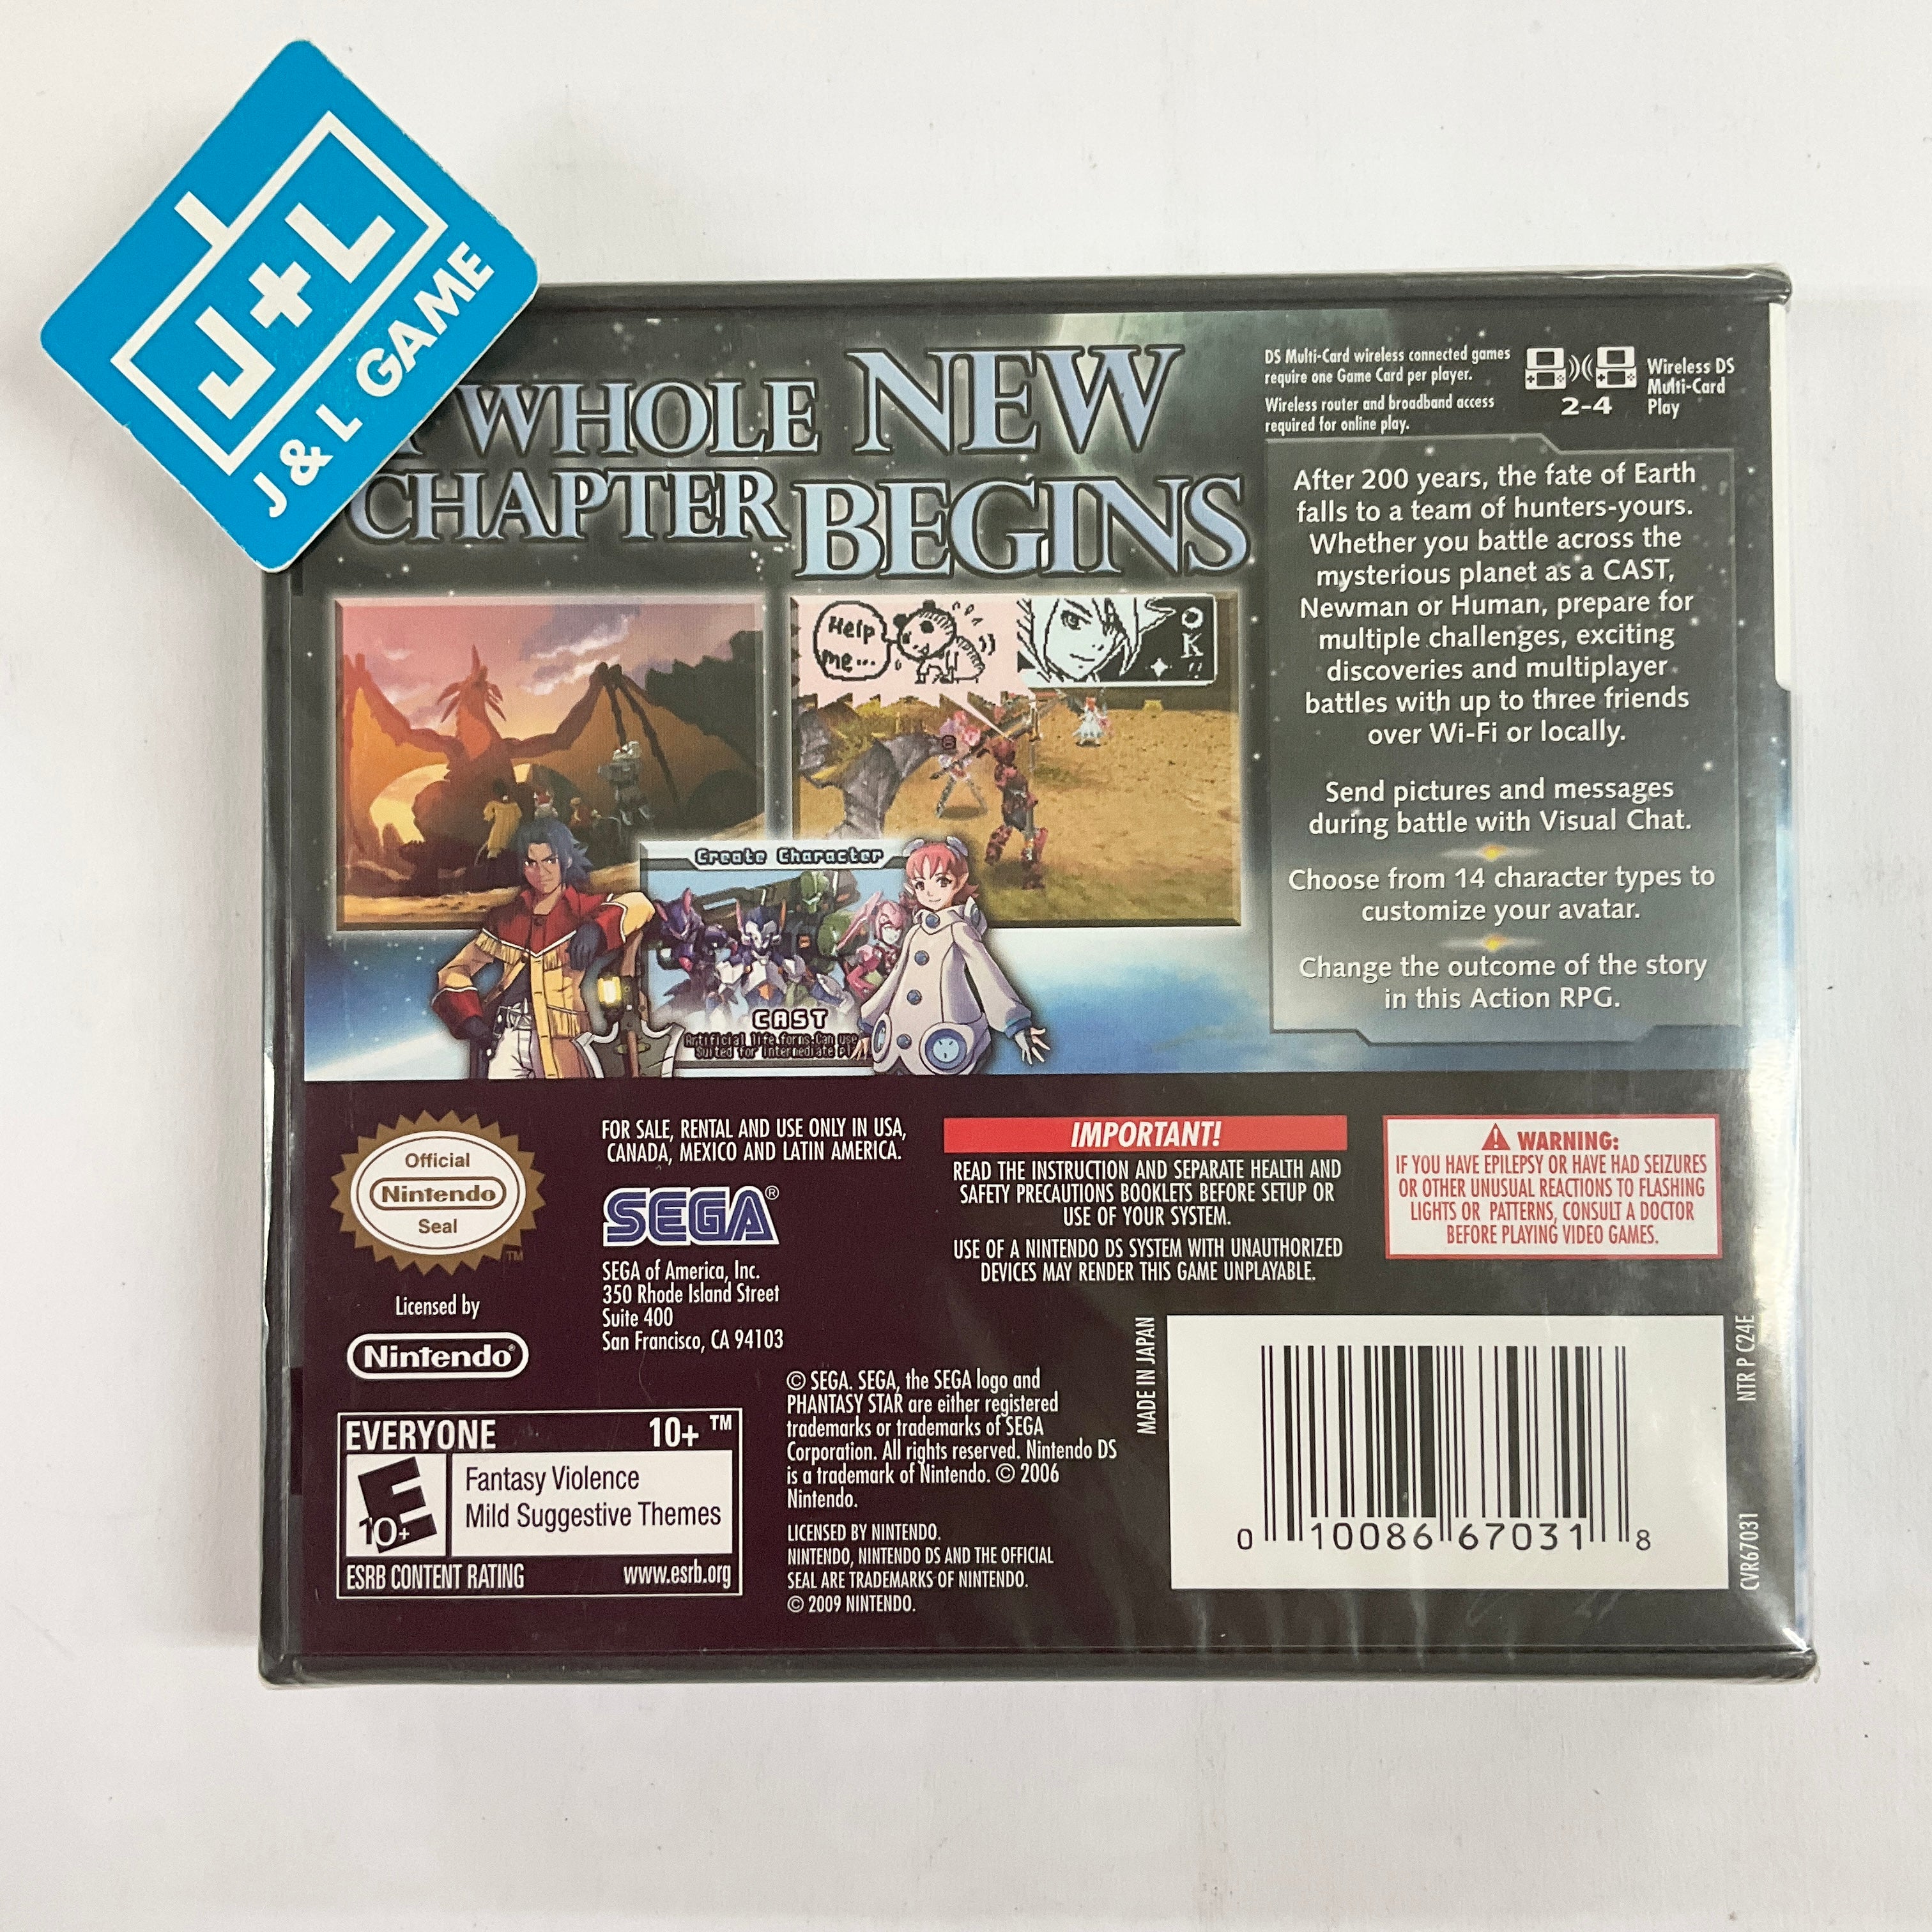 J+L
J & L GAME
WHOLE NEW
CHAPTER BEGINS
DS Multi-Card wireless connected games
require one Game Card per player.
Wireless router and broadband access
required for online play.
2-4
Wireless DS
Multi-Card
Play
After 200 years, the fate of Earth
falls to a team of hunters-yours.
Whether you battle across the
mysterious planet as a CAST,
Newman or Human, prepare for
multiple challenges, exciting
discoveries and multiplayer
battles with up to three friends
over Wi-Fi or locally.
Send pictures and messages
during battle with Visual Chat.
Choose from 14 character types to
customize your avatar.
Change the outcome of the story
in this Action RPG.
Help
me...
OK!!
Create Character
CAST
Artificial life forms. Can use
Suited for intermediate pl
Official
Nintendo
Seal
TM
Licensed by
Nintendo®
FOR SALE, RENTAL AND USE ONLY IN USA,
CANADA, MEXICO AND LATIN AMERICA.
SEGA®
SEGA of America, Inc.
350 Rhode Island Street
Suite 400
San Francisco, CA 94103
IMPORTANT!
READ THE INSTRUCTION AND SEPARATE HEALTH AND
SAFETY PRECAUTIONS BOOKLETS BEFORE SETUP OR
USE OF YOUR SYSTEM.
USE OF A NINTENDO DS SYSTEM WITH UNAUTHORIZED
DEVICES MAY RENDER THIS GAME UNPLAYABLE.
WARNING:
IF YOU HAVE EPILEPSY OR HAVE HAD SEIZURES
OR OTHER UNUSUAL REACTIONS TO FLASHING
LIGHTS OR PATTERNS, CONSULT A DOCTOR
BEFORE PLAYING VIDEO GAMES.
© SEGA. SEGA, the SEGA logo and
PHANTASY STAR are either registered
trademarks or trademarks of SEGA
Corporation. All rights reserved. Nintendo DS
is a trademark of Nintendo. © 2006
Nintendo.
LICENSED BY NINTENDO.
NINTENDO, NINTENDO DS AND THE OFFICIAL
SEAL ARE TRADEMARKS OF NINTENDO.
© 2009 NINTENDO.
EVERYONE 10+ ™
E
10+
Fantasy Violence
Mild Suggestive Themes
ESRB CONTENT RATING www.esrb.org
MADE IN JAPAN
0 10086 67031 8
NTR P C24E
CVR67031